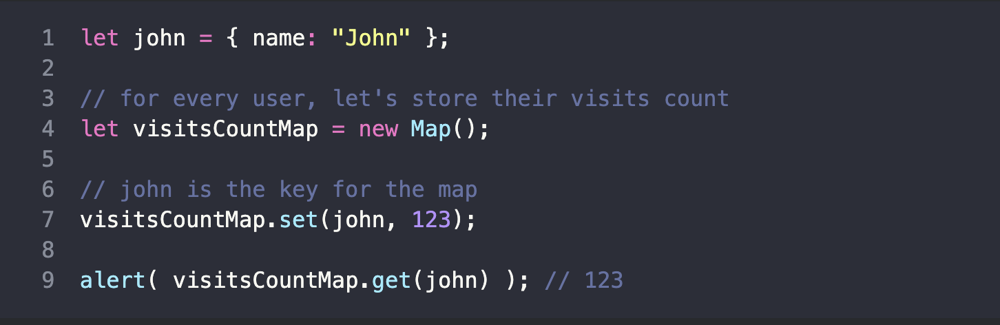 1 let john = { name: "John" };
2
3 // for every user, let's store their visits count
4 let visitsCountMap = new Map();
5
6 // john is the key for the map
7 visitsCountMap.set(john, 123);
8
9 alert( visitsCountMap.get(john) ); // 123